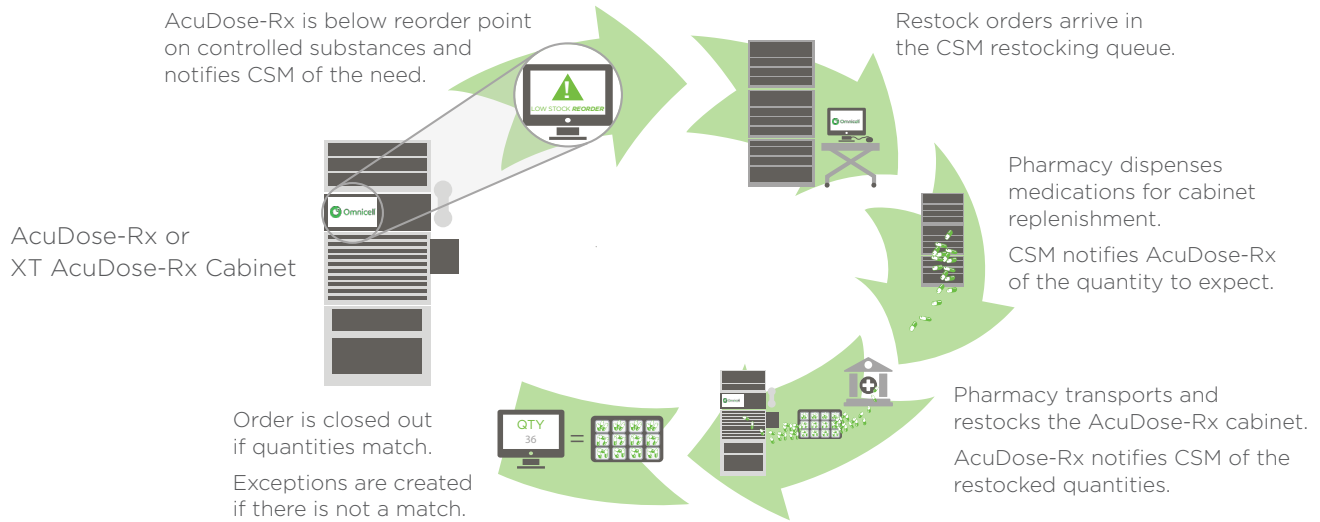 AcuDose-Rx is below reorder point
on controlled substances and
notifies CSM of the need.
LOW STOCK REORDER
Restock orders arrive in
the CSM restocking queue.
Omnicell
Pharmacy dispenses
medications for cabinet
replenishment.
CSM notifies AcuDose-Rx
of the quantity to expect.
Omnicell
AcuDose-Rx or
XT AcuDose-Rx Cabinet
Pharmacy transports and
restocks the AcuDose-Rx cabinet.
AcuDose-Rx notifies CSM of the
restocked quantities.
Omnicell
QTY
36
=
Order is closed out
if quantities match.
Exceptions are created
if there is not a match.